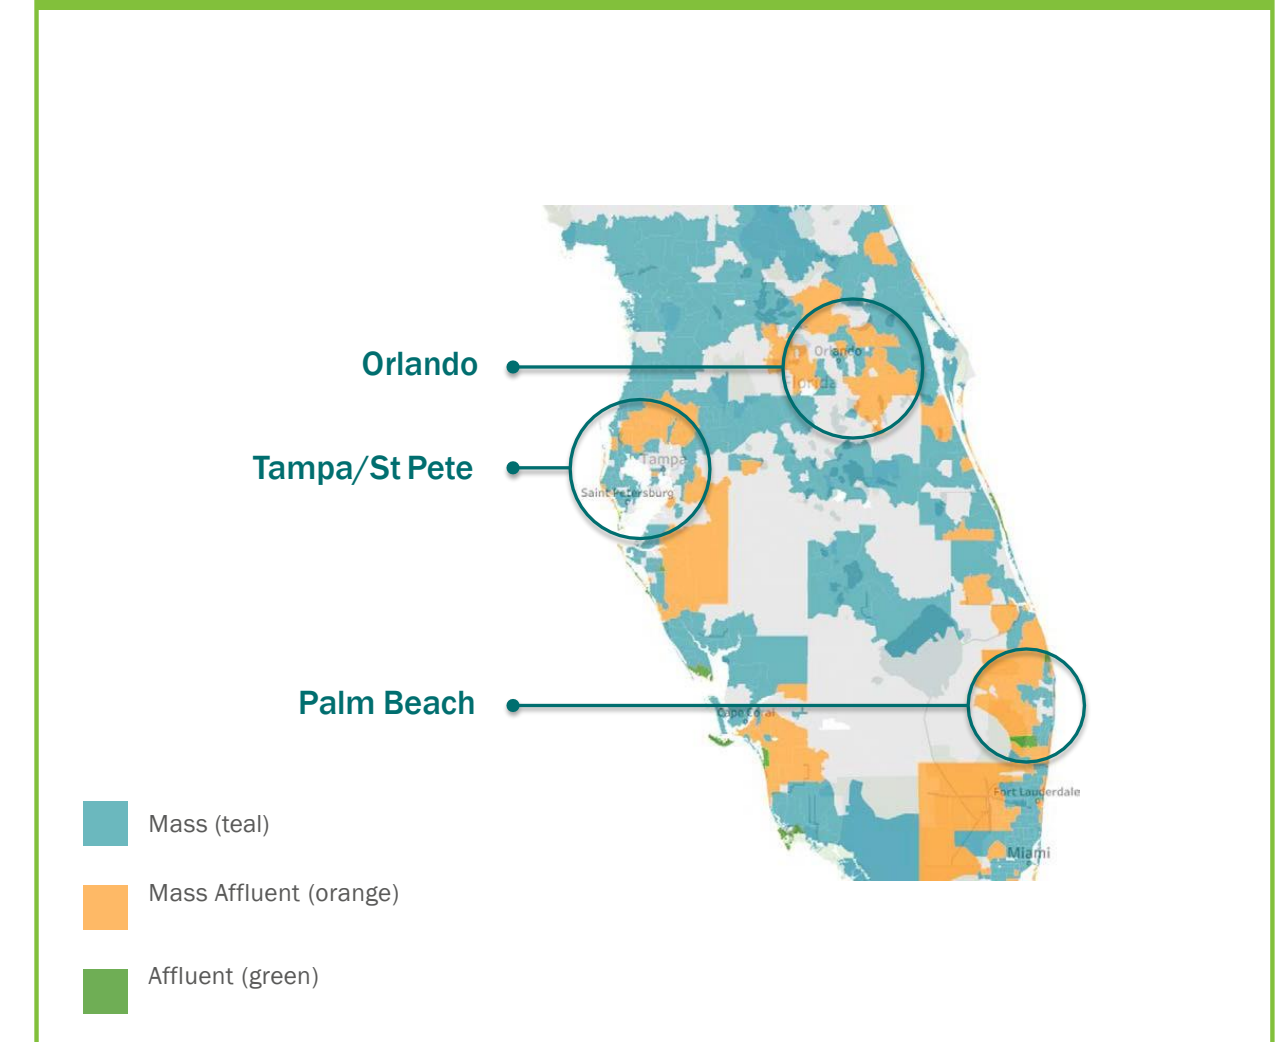 Orlando
Florida
Orlando
Tampa/St Pete
Tampa
Saint Petersburg
Palm Beach
Cape Coral
Fort Lauderdale
Miami
Mass (teal)
Mass Affluent (orange)
Affluent (green)